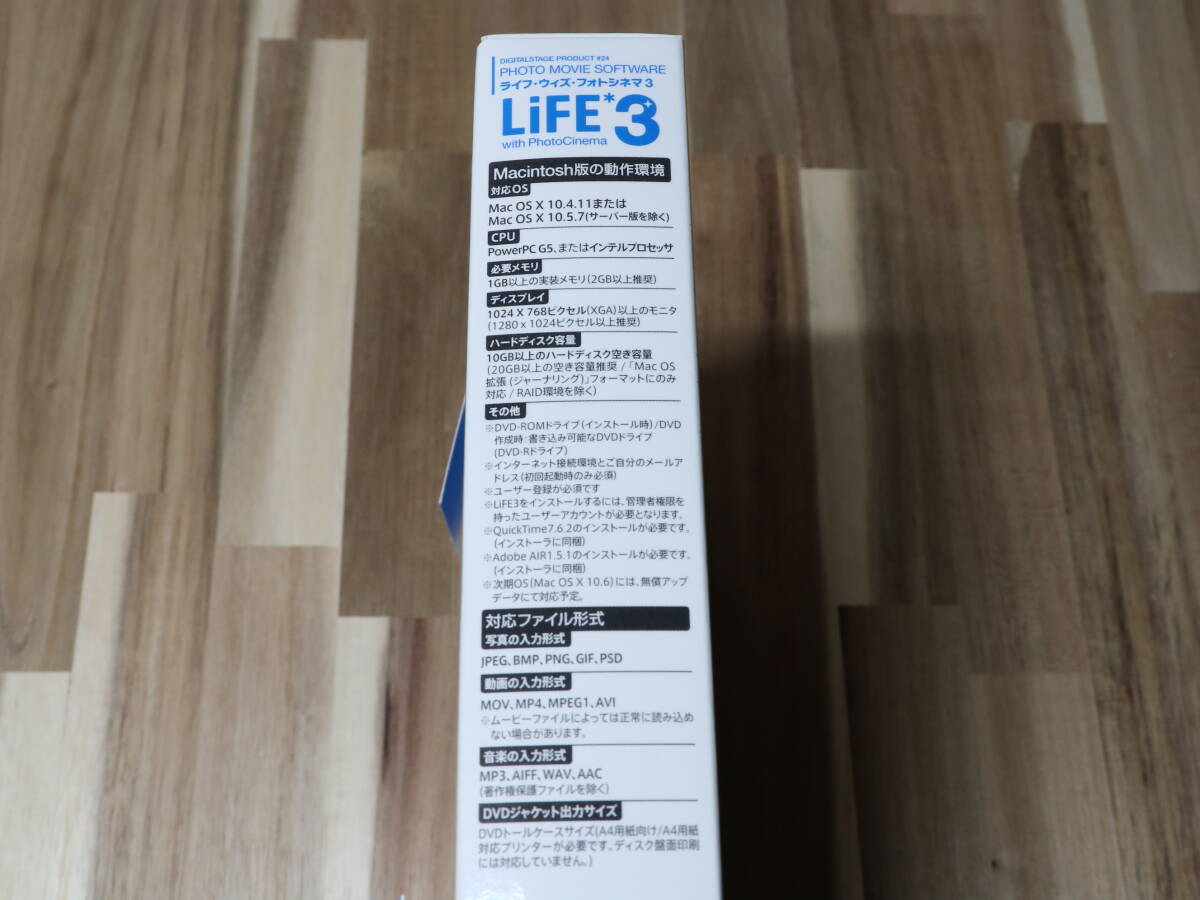 DIGITALSTAGE PRODUCT #24
PHOTO MOVIE SOFTWARE
ライフ・ウィズ・フォトシネマ3
LiFE*3
with PhotoCinema
Macintosh版の動作環境
対応OS
Mac OS X 10.4.11または
Mac OS X 10.5.7(サーバー版を除く)
CPU
PowerPC G5、またはインテルプロセッサ
必要メモリ
1GB以上の実装メモリ(2GB以上推奨)
ディスプレイ
1024 X 768ピクセル(XGA)以上のモニタ
(1280 x 1024ピクセル以上推奨)
ハードディスク容量
10GB以上のハードディスク空き容量
(20GB以上の空き容量推奨 /「Mac OS
拡張 (ジャーナリング)」フォーマットにのみ
対応 / RAID環境を除く)
その他
※DVD-ROMドライブ(インストール時)/DVD
作成時:書き込み可能なDVDドライブ
(DVD-Rドライブ)
※インターネット接続環境とご自分のメールア
ドレス(初回起動時のみ必須)
※ユーザー登録が必須です
※LiFE3をインストールするには、管理者権限を
持ったユーザーアカウントが必要となります。
※QuickTime7.6.2のインストールが必要です。
(インストーラに同梱)
※Adobe AIR1.5.1のインストールが必要です。
(インストーラに同梱)
※次期OS(Mac OS X 10.6)には、無償アップ
データにて対応予定。
対応ファイル形式
写真の入力形式
JPEG、BMP、PNG、GIF、PSD
動画の入力形式
MOV、MP4、MPEG1、AVI
※ムービーファイルによっては正常に読み込め
ない場合があります。
音楽の入力形式
MP3、AIFF、WAV、AAC
(著作権保護ファイルを除く)
DVDジャケット出力サイズ
DVDトールケースサイズ(A4用紙向け/A4用紙
対応プリンターが必要です。ディスク盤面印刷
には対応していません。)